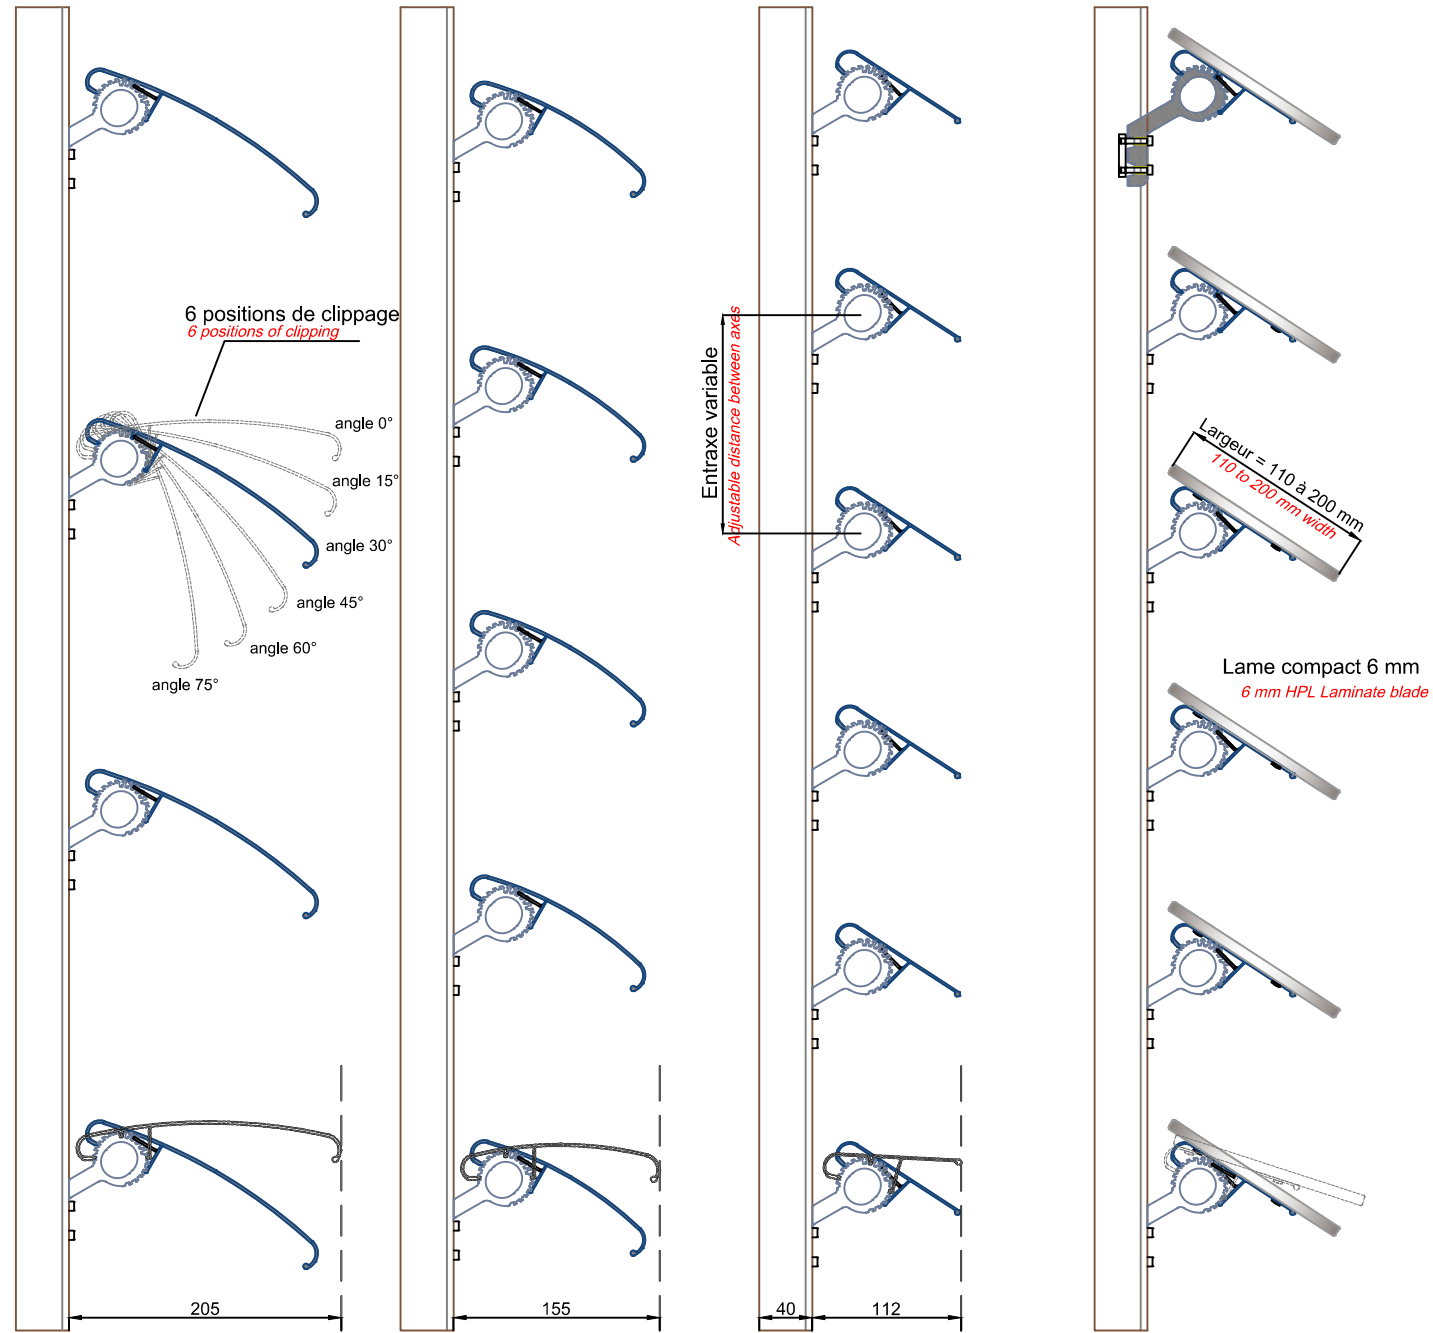 6 positions de clippage
6 positions of clipping
angle 0°
angle 15°
angle 30°
angle 45°
angle 60°
angle 75°
Entraxe variable
Adjustable distance between axes
Largeur = 110 à 200 mm
110 to 200 mm width
Lame compact 6 mm
6 mm HPL Laminate blade
205
155
40
112